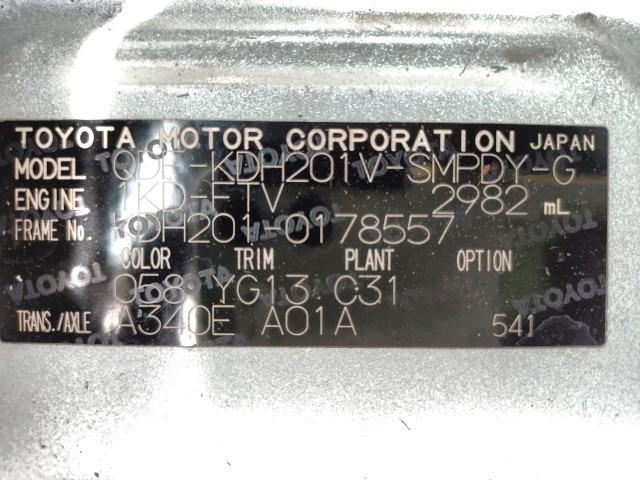 TOYOTA MOTOR CORPORATION JAPAN
MODEL QDF-KDH201V-SMPDY-G
ENGINE 1KD-FTV 2982 mL
FRAME No. KDH201-0178557
COLOR TRIM PLANT OPTION
058 YG13 C31
TRANS./AXLE A340E A01A 541